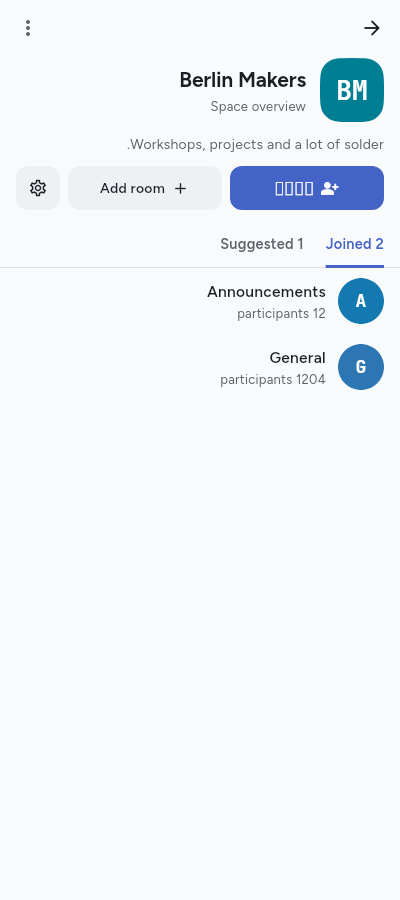 Berlin Makers
BM
Space overview
.Workshops, projects and a lot of solder
Add room
Joined 2
Suggested 1
Announcements
A
participants 12
General
G
participants 1204